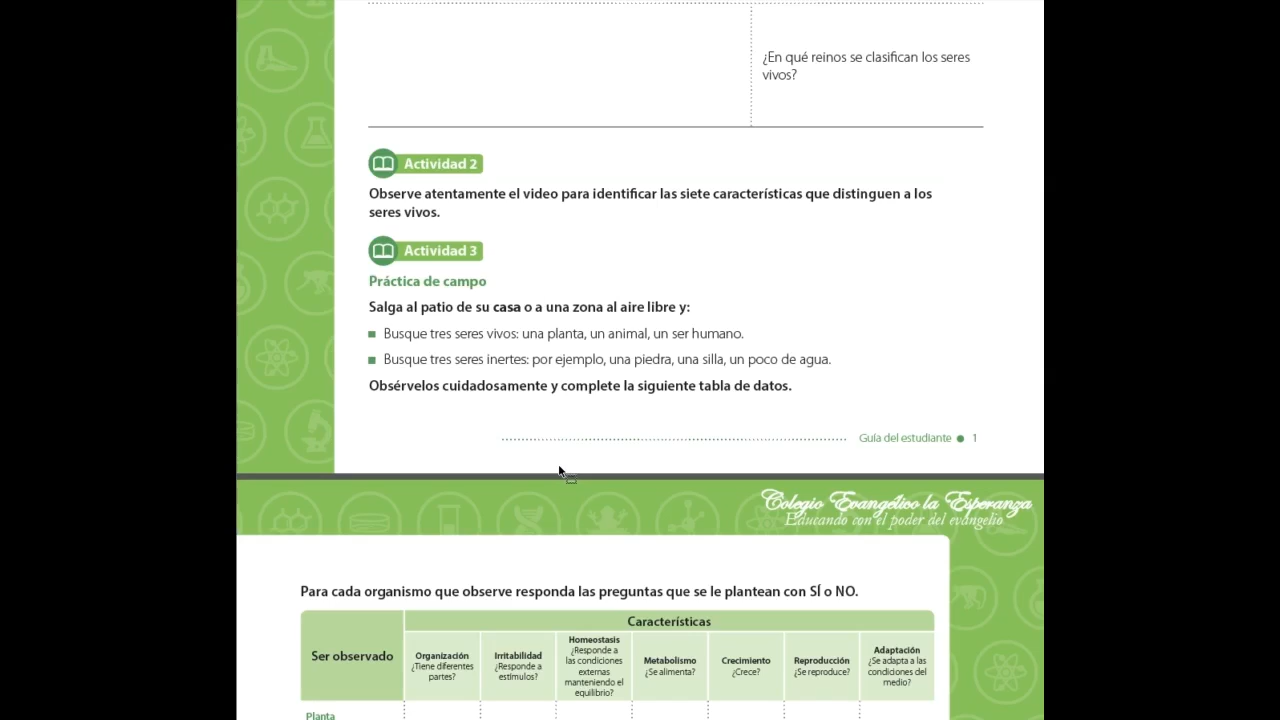 ¿En qué reinos se clasifican los seres
vivos?
Actividad 2
Observe atentamente el video para identificar las siete características que distinguen a los
seres vivos.
Actividad 3
Práctica de campo
Salga al patio de su casa o a una zona al aire libre y:
Busque tres seres vivos: una planta, un animal, un ser humano.
Busque tres seres inertes: por ejemplo, una piedra, una silla, un poco de agua.
Obsérvelos cuidadosamente y complete la siguiente tabla de datos.
Guía del estudiante ● 1
Colegio Evangélico la Esperanza
Educando con el poder del evangelio
Para cada organismo que observe responda las preguntas que se le plantean con SÍ o NO.
Ser observado
Características
Organización
¿Tiene diferentes
partes?
Irritabilidad
¿Responde a
estímulos?
Homeostasis
¿Responde a
las condiciones
externas
manteniendo el
equilibrio?
Metabolismo
¿Se alimenta?
Crecimiento
¿Crece?
Reproducción
¿Se reproduce?
Adaptación
¿Se adapta a las
condiciones del
medio?
Planta